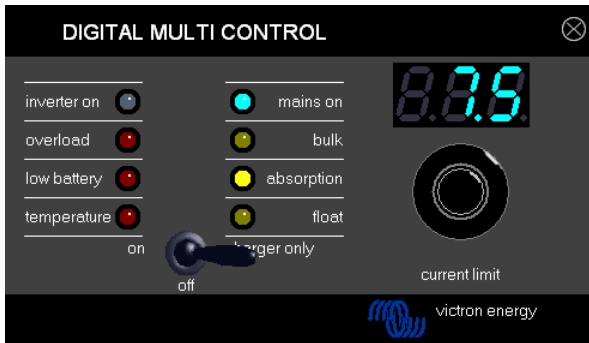 DIGITAL MULTI CONTROL
7.5
inverter on
mains on
overload
bulk
low battery
absorption
temperature
float
on
harger only
off
current limit
victron energy